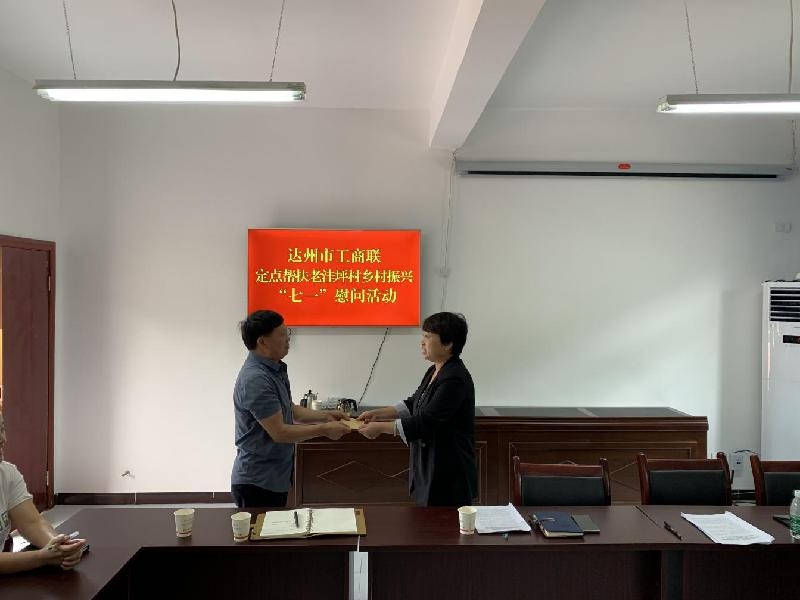 达州市工商联
定点帮扶老洼坪村乡村振兴
“七一”慰问活动